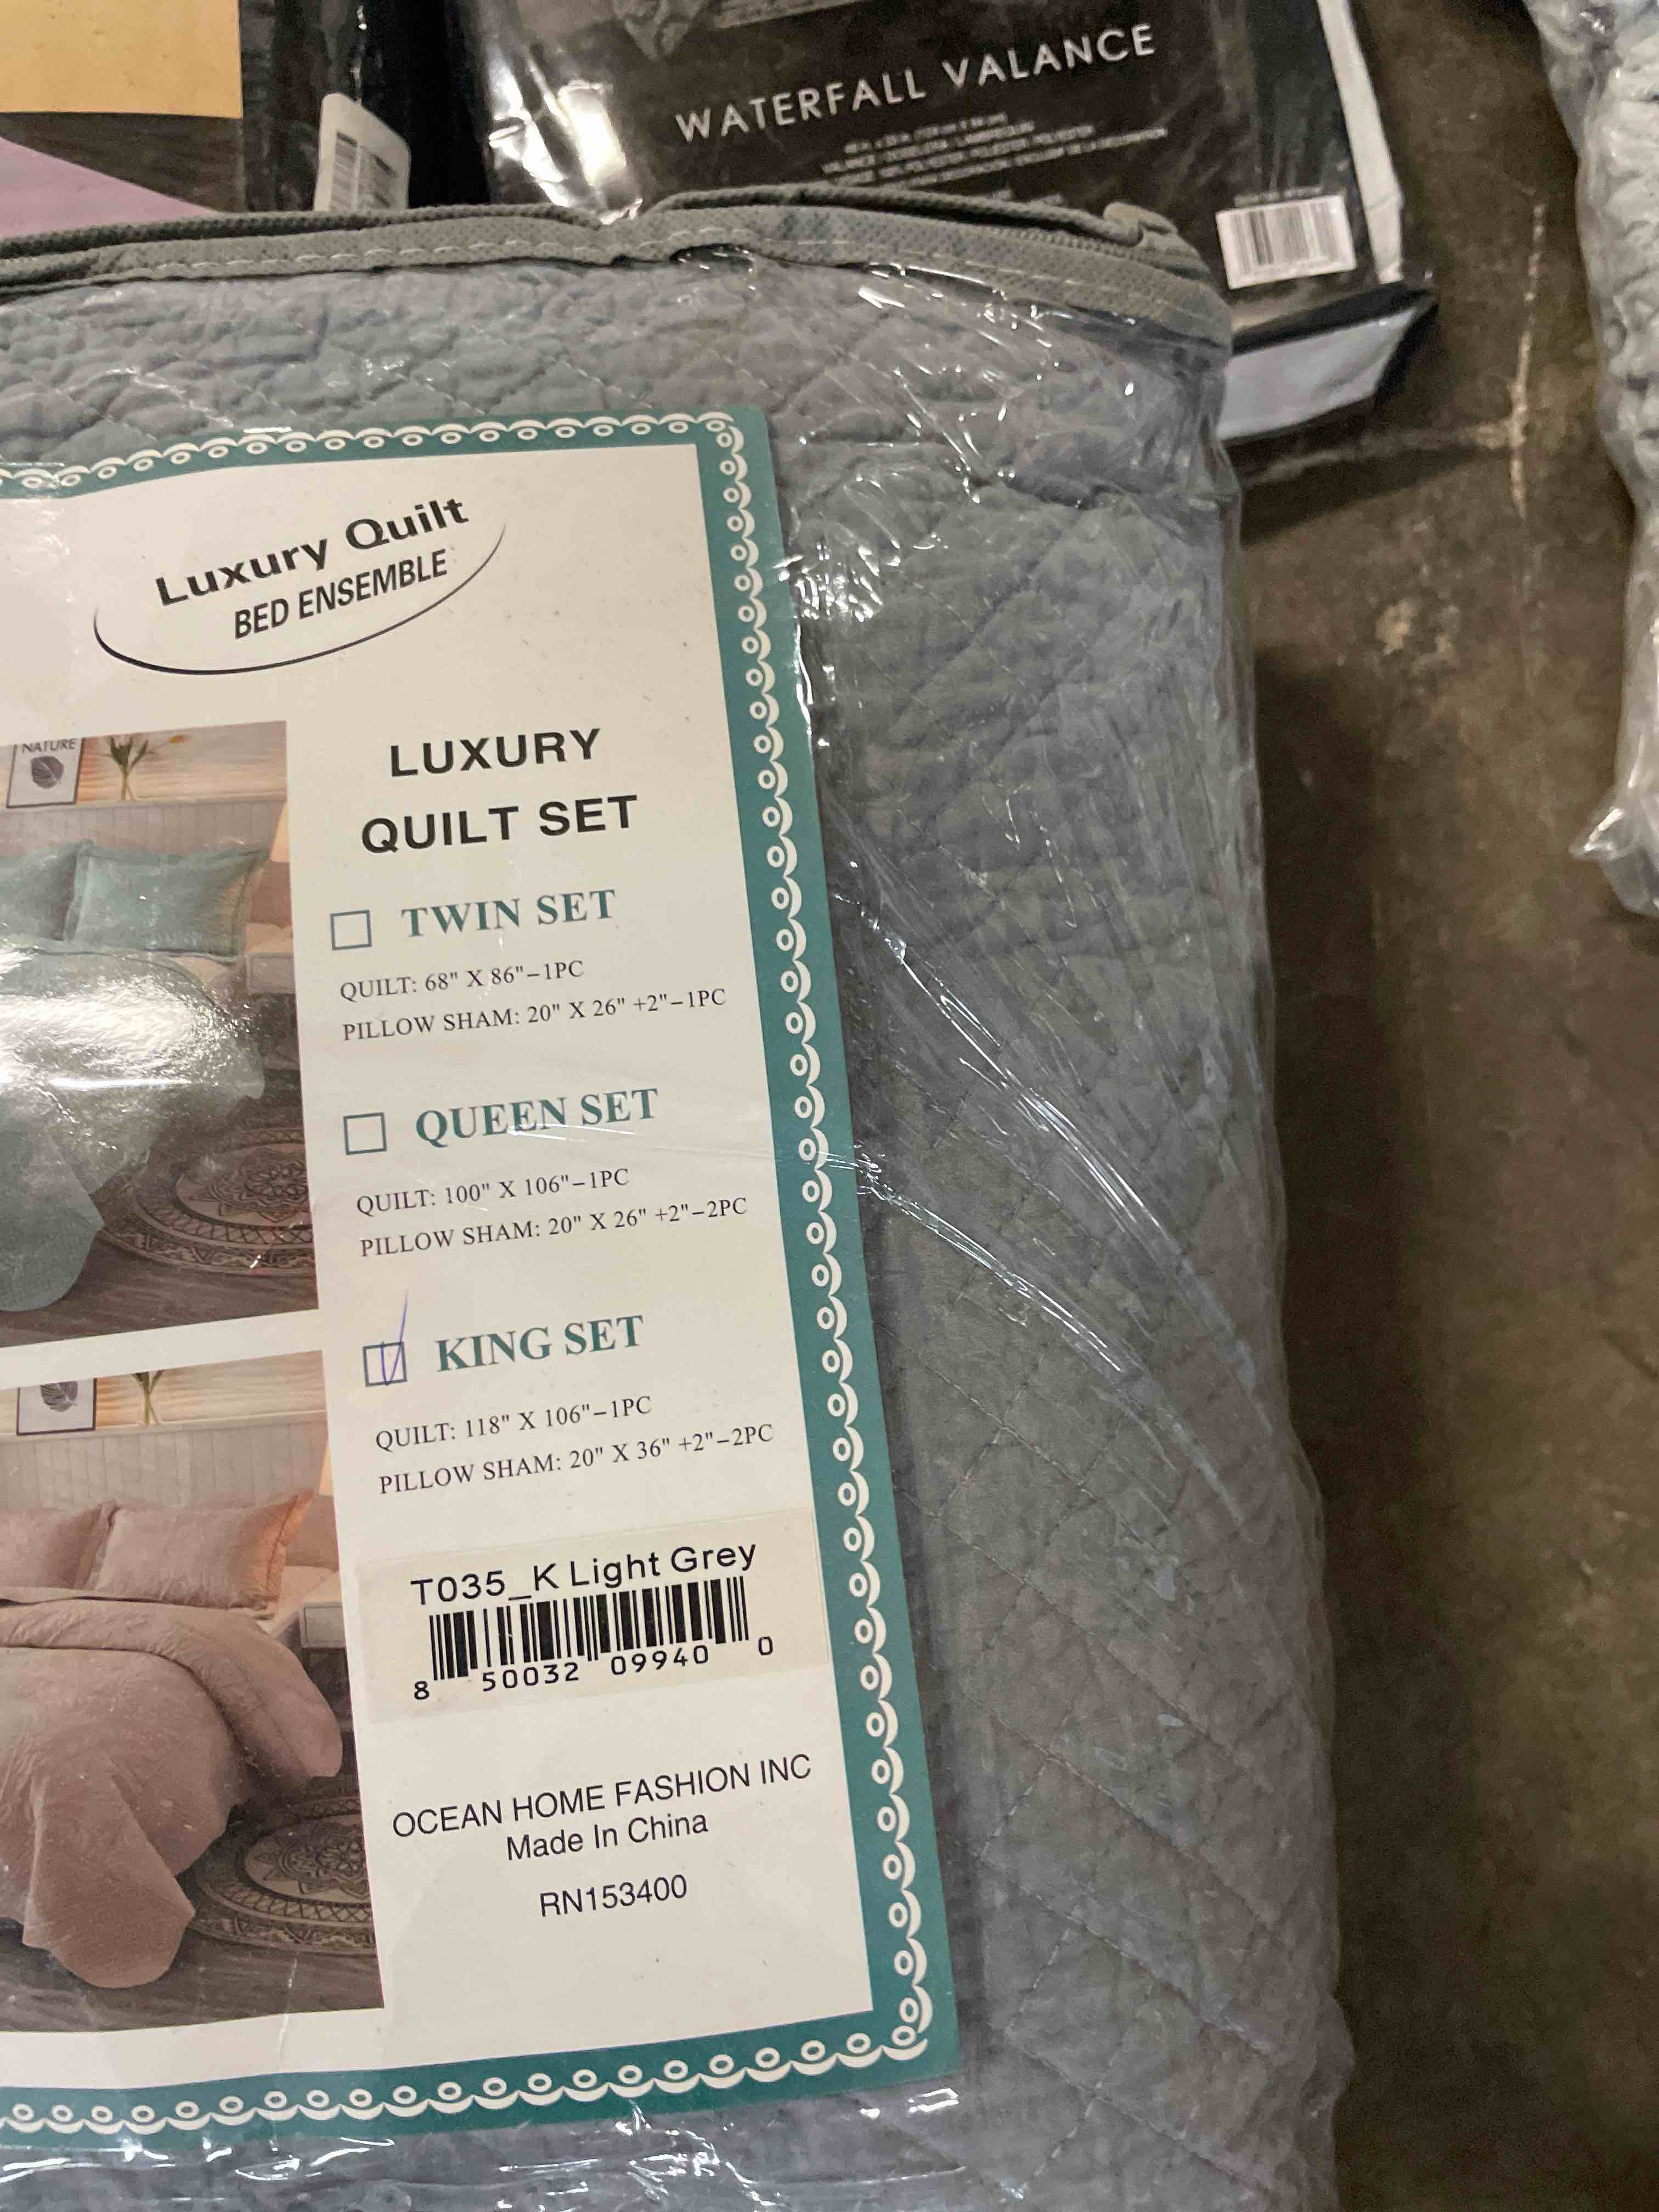 WATERFALL VALANCE
Luxury Quilt
BED ENSEMBLE
NATURE
LUXURY
QUILT SET
TWIN SET
QUILT: 68" X 86"–1PC
PILLOW SHAM: 20" X 26" +2"–1PC
QUEEN SET
QUILT: 100" X 106"–1PC
PILLOW SHAM: 20" X 26" +2"–2PC
KING SET
QUILT: 118" X 106"–1PC
PILLOW SHAM: 20" X 36" +2"–2PC
T035_K Light Grey
8 50032 09940 0
OCEAN HOME FASHION INC
Made In China
RN153400